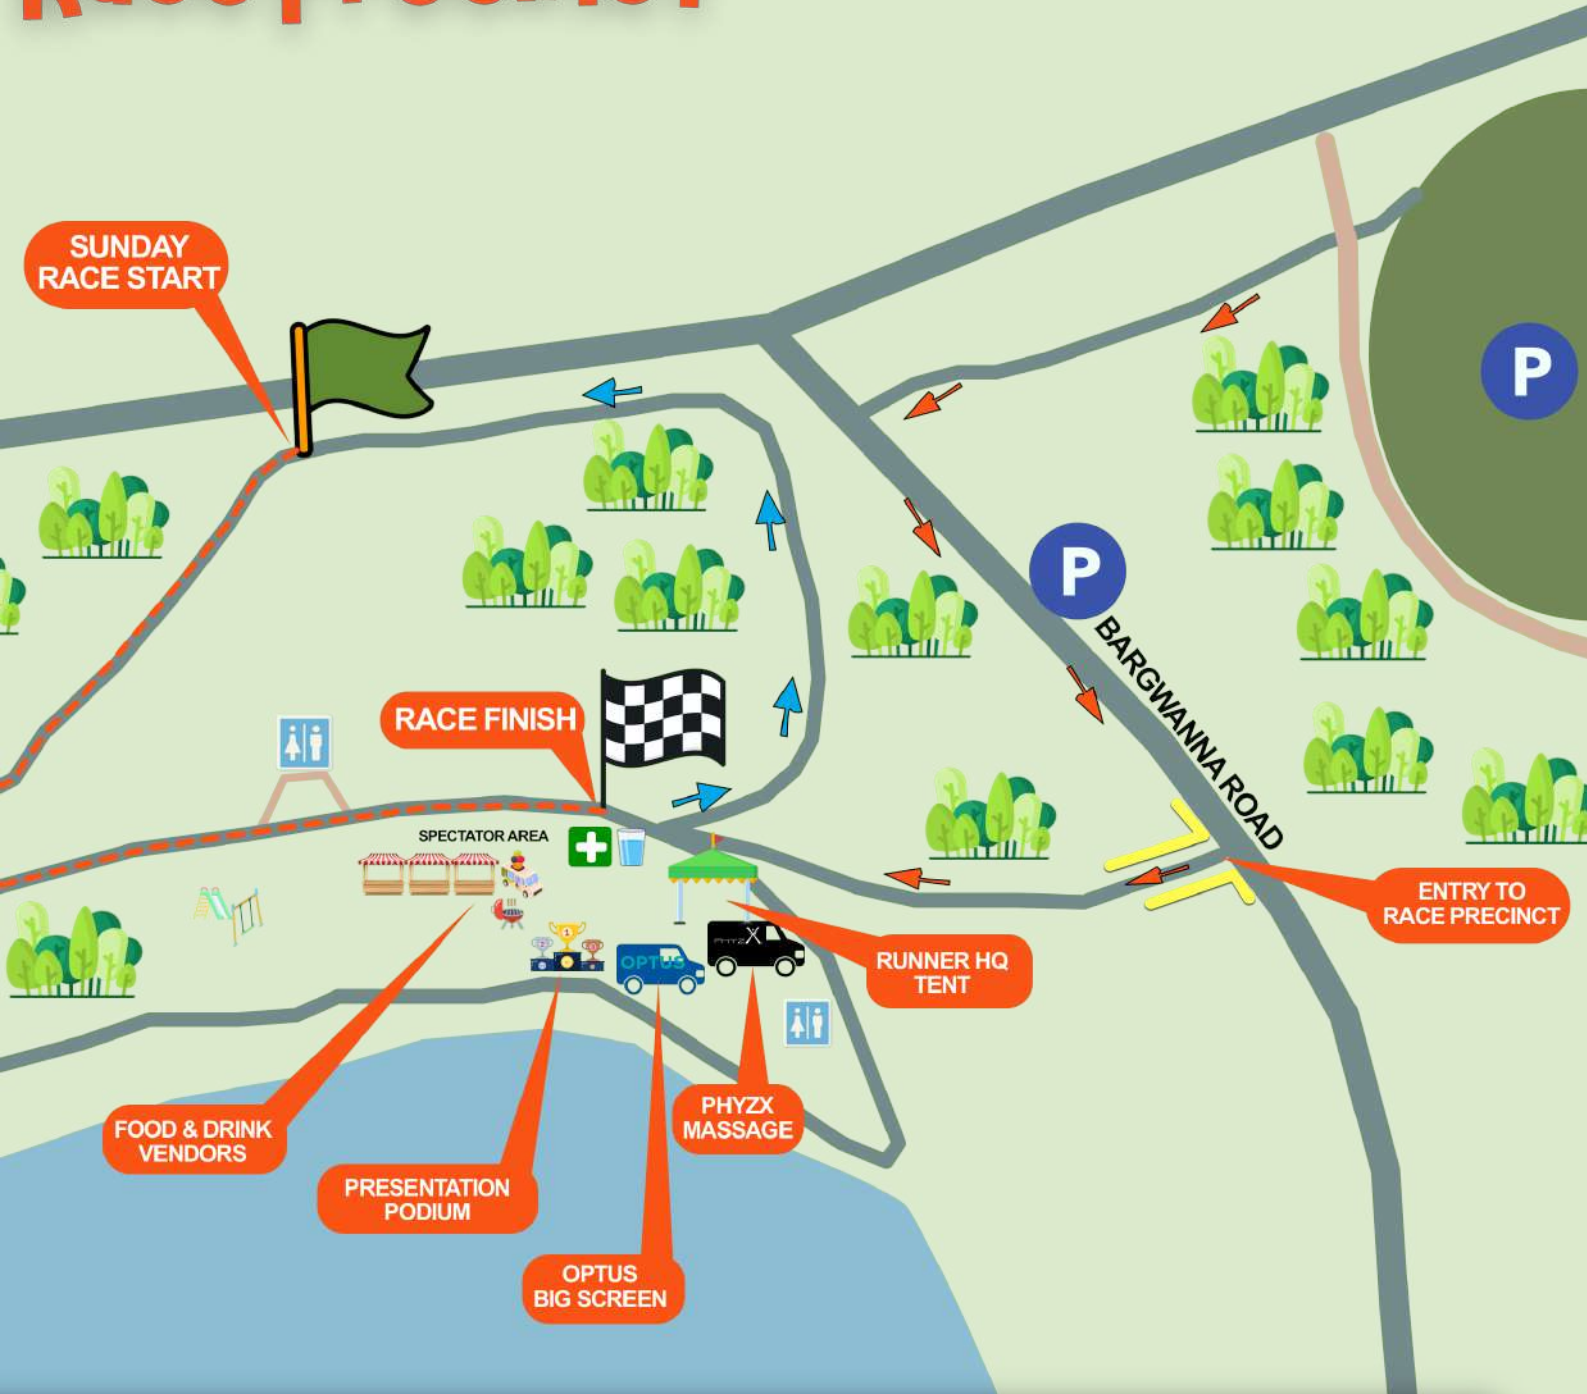 SUNDAY
RACE START
P
P
BARGWANNA ROAD
RACE FINISH
SPECTATOR AREA
ENTRY TO
RACE PRECINCT
1
OPTUS
RUNNER HQ
TENT
FOOD & DRINK
VENDORS
PHYZX
MASSAGE
PRESENTATION
PODIUM
OPTUS
BIG SCREEN